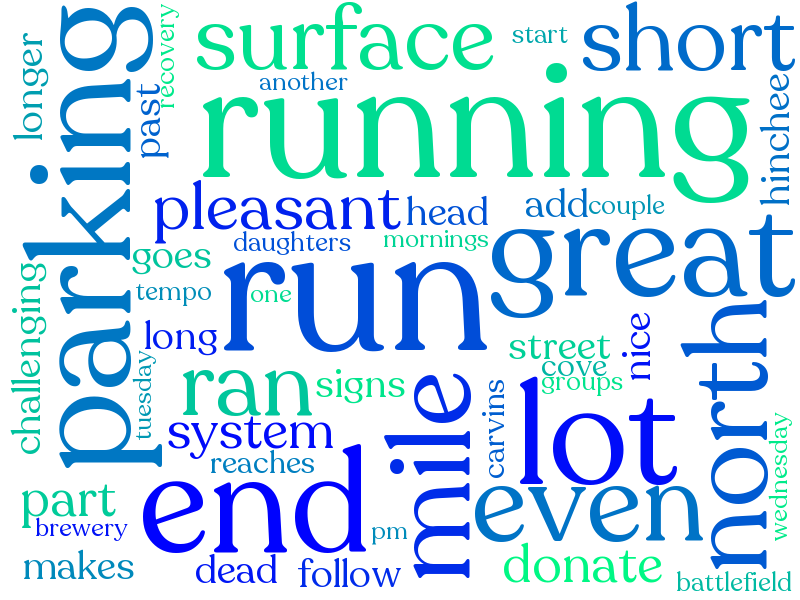 surface
start
short
parking
longer
recovery
another
running
past
hinchee
pleasant
head
add
couple
daughters
mornings
great
goes
tempo
one
run
long
street
cove
nice
north
challenging
tuesday
ran
signs
groups
mile
carvins
lot
system
reaches
end
even
wednesday
part
brewery
pm
makes
dead
follow
donate
battlefield